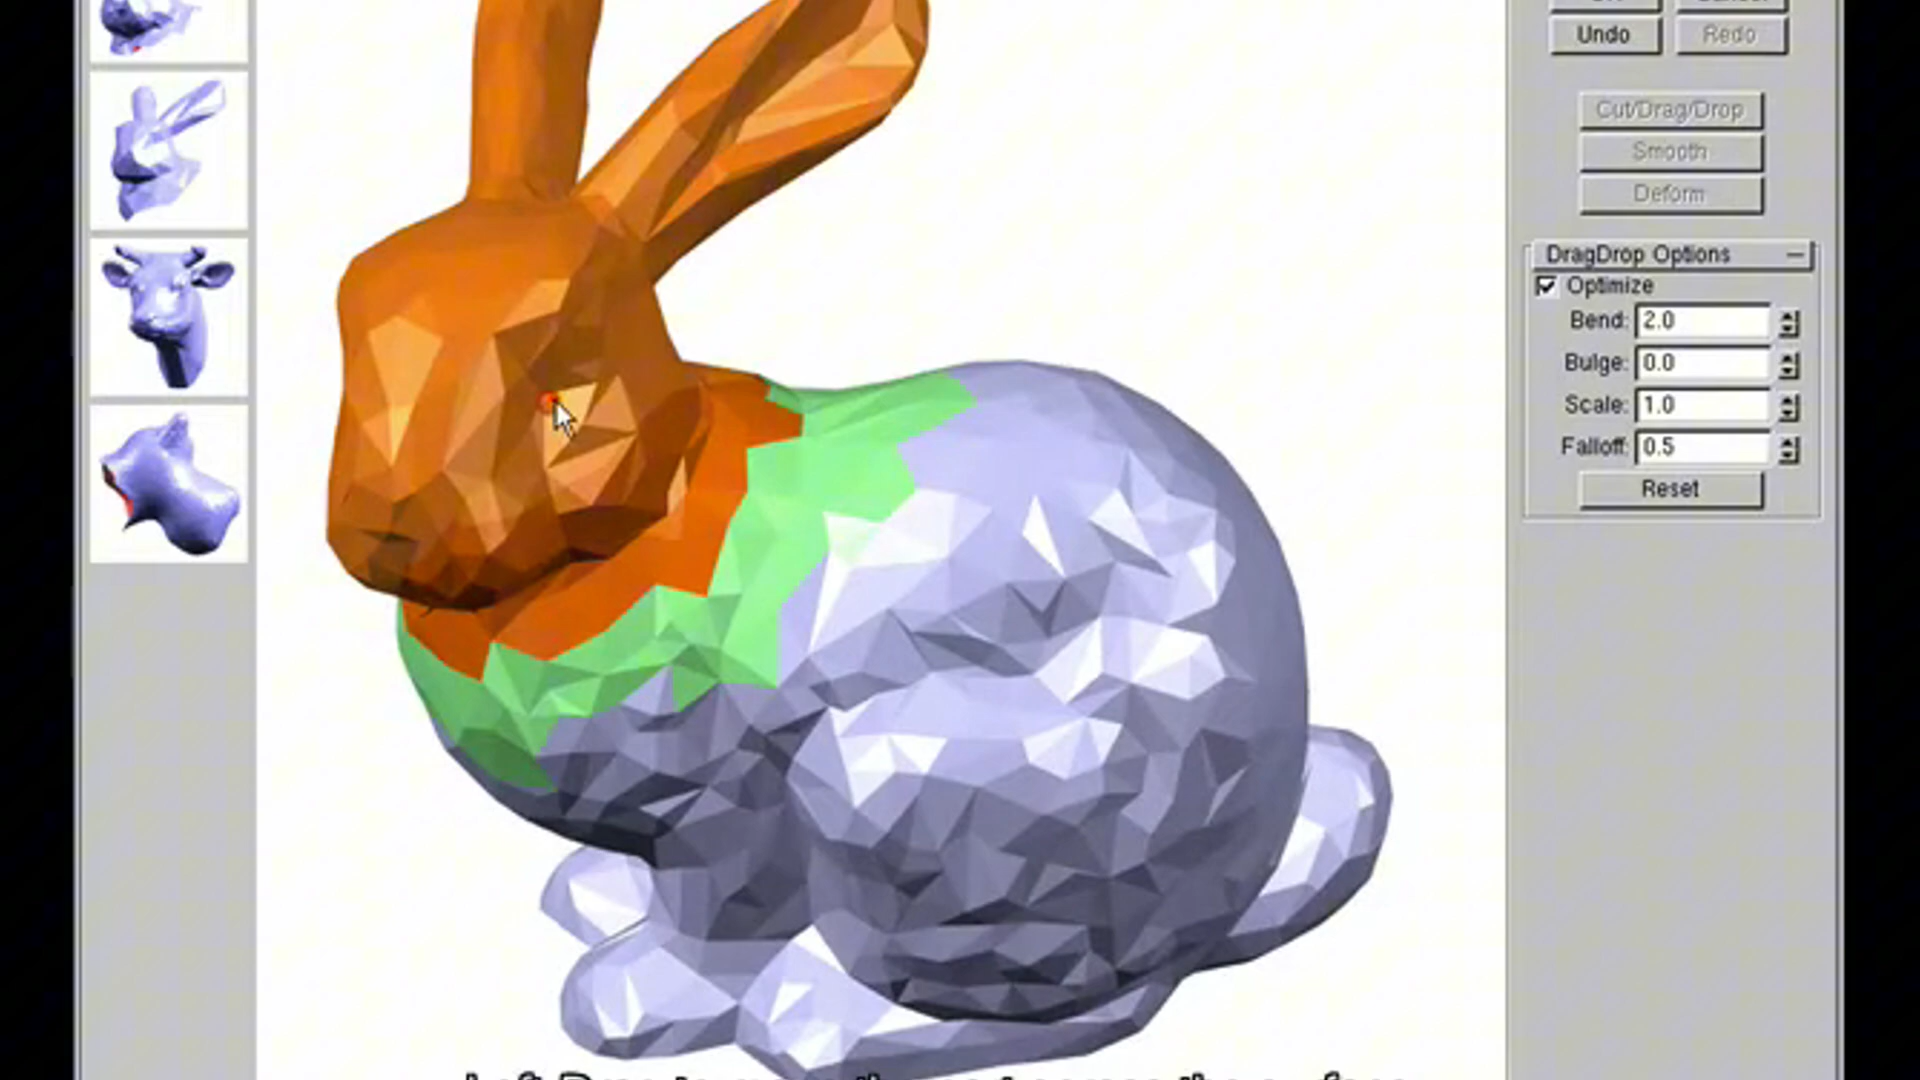 Undo Redo
Cut/Drag/Drop
Smooth
Deform
DragDrop Options
Optimize
Bend: 2.0
Bulge: 0.0
Scale: 1.0
Falloff: 0.5
Reset